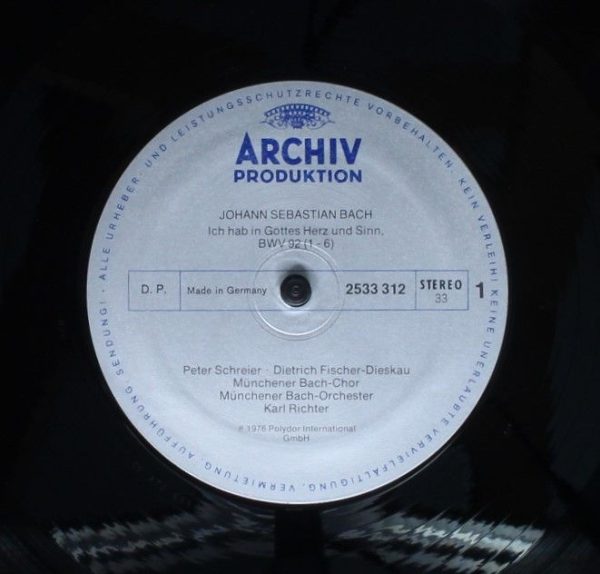 ALLE URHEBER- UND LEISTUNGSSCHUTZRECHTE VORBEHALTEN. KEIN VERLEIH! KEINE UNERLAUBTE VERVIELFÄLTIGUNG, VERMIETUNG, AUFFÜHRUNG, SENDUNG!
ARCHIV
PRODUKTION
JOHANN SEBASTIAN BACH
Ich hab in Gottes Herz und Sinn,
BWV 92 (1 - 6)
D. P. Made in Germany 2533 312 STEREO 33 1
Peter Schreier · Dietrich Fischer-Dieskau
Münchener Bach-Chor
Münchener Bach-Orchester
Karl Richter
℗ 1976 Polydor International
GmbH